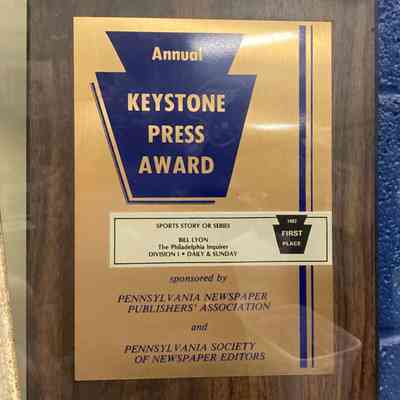 Annual
KEYSTONE
PRESS
AWARD
SPORTS STORY OR SERIES
BILL LYON
The Philadelphia Inquirer
DIVISION I • DAILY & SUNDAY
1982
FIRST
PLACE
sponsored by
PENNSYLVANIA NEWSPAPER
PUBLISHERS' ASSOCIATION
and
PENNSYLVANIA SOCIETY
OF NEWSPAPER EDITORS